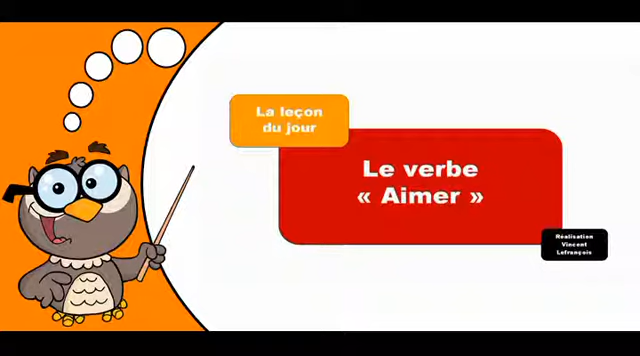 La leçon
du jour
Le verbe
« Aimer »
Réalisation
Vincent
Lefrançois